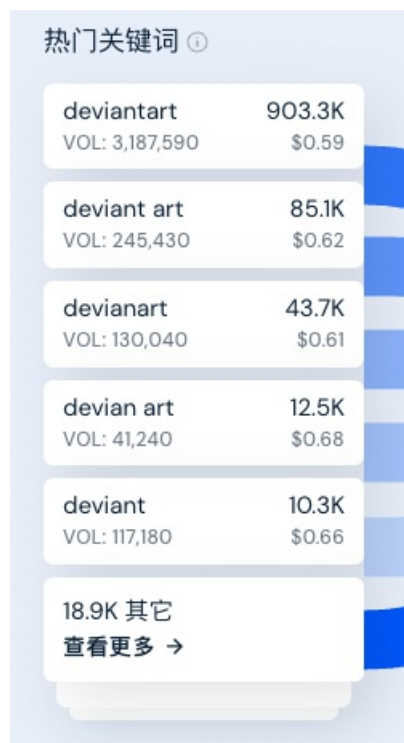 热门关键词
deviantart 903.3K
VOL: 3,187,590 $0.59
deviant art 85.1K
VOL: 245,430 $0.62
devianart 43.7K
VOL: 130,040 $0.61
devian art 12.5K
VOL: 41,240 $0.68
deviant 10.3K
VOL: 117,180 $0.66
18.9K 其它
查看更多 →